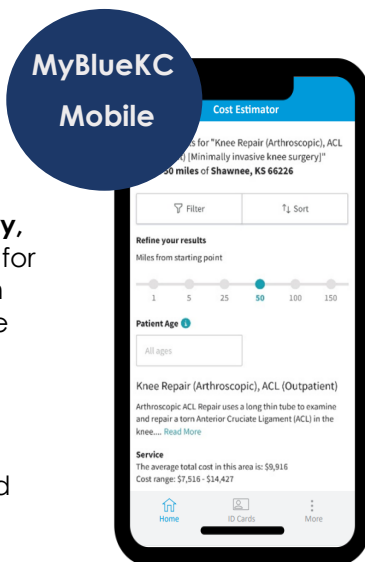 MyBlueKC
Mobile
Cost Estimator
s for "Knee Repair (Arthroscopic), ACL
[Minimally invasive knee surgery]"
50 miles of Shawnee, KS 66226
Filter
Sort
y,
for
Refine your results
Miles from starting point
1 5 25 50 100 150
e
Patient Age
All ages
Knee Repair (Arthroscopic), ACL (Outpatient)
Arthroscopic ACL Repair uses a long thin tube to examine
and repair a torn Anterior Cruciate Ligament (ACL) in the
knee.... Read More
d
Service
The average total cost in this area is: $9,916
Cost range: $7,516 - $14,427
Home
ID Cards
More